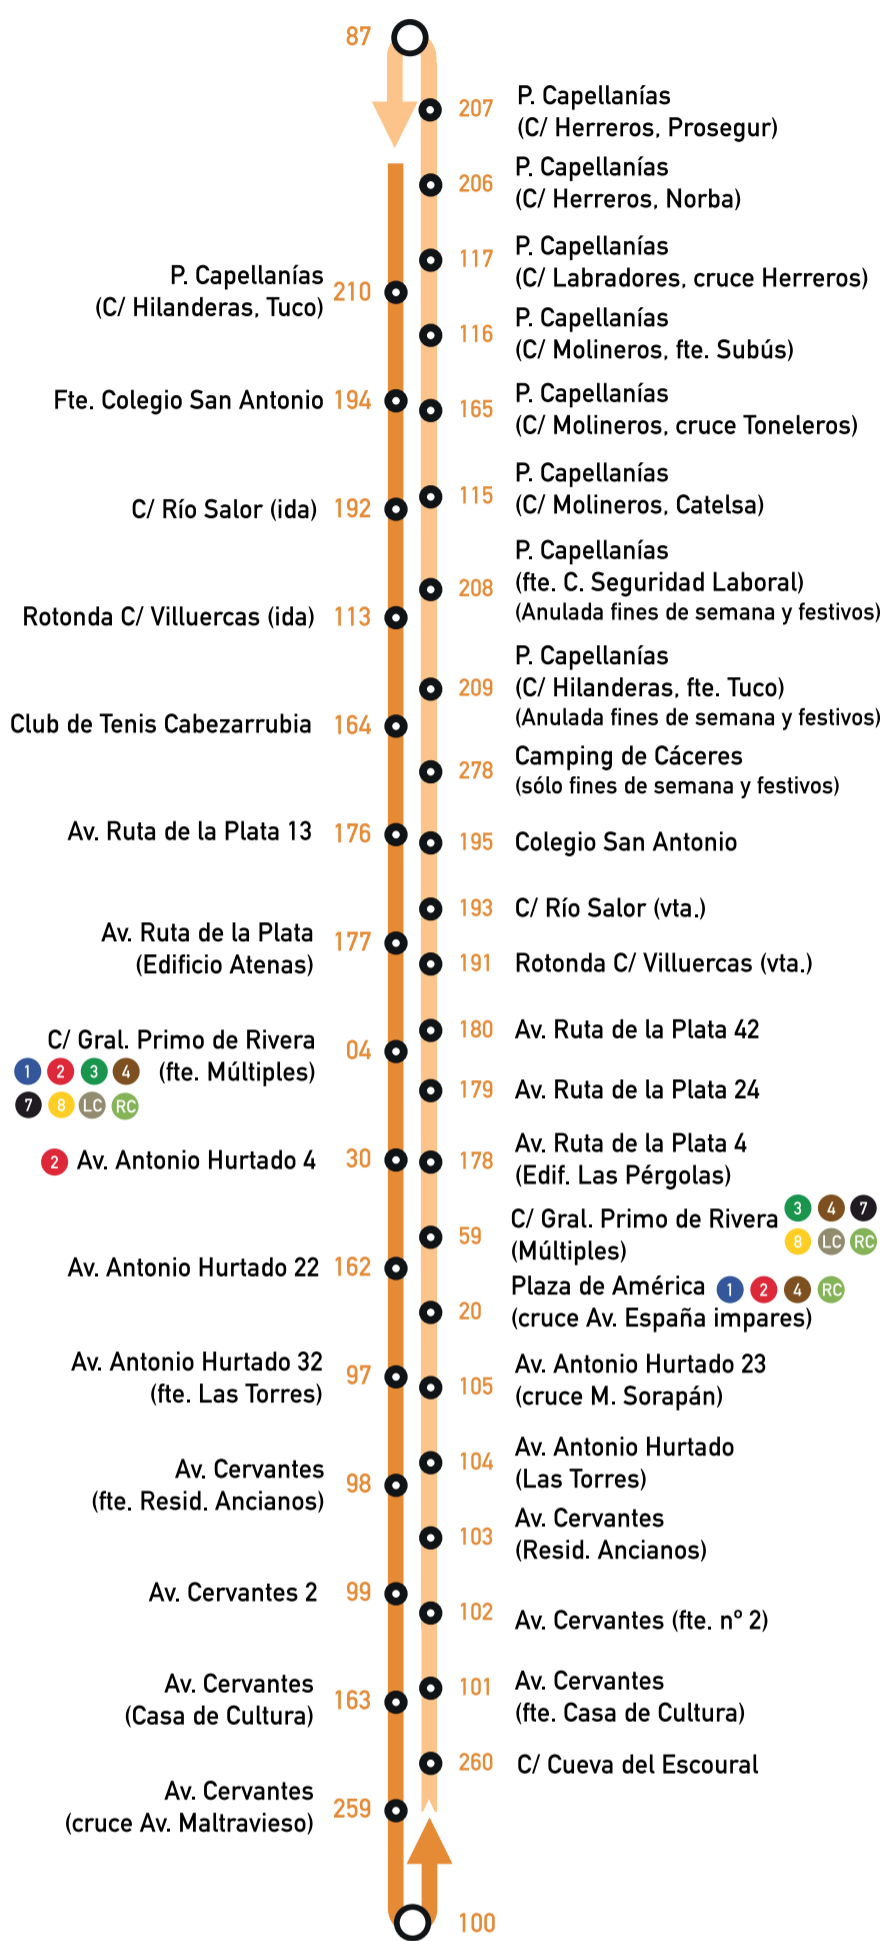 87
207
P. Capellanías
(C/ Herreros, Prosegur)
206
P. Capellanías
(C/ Herreros, Norba)
117
P. Capellanías
(C/ Labradores, cruce Herreros)
116
P. Capellanías
(C/ Molineros, fte. Subús)
165
P. Capellanías
(C/ Molineros, cruce Toneleros)
115
P. Capellanías
(C/ Molineros, Catelsa)
208
P. Capellanías
(fte. C. Seguridad Laboral)
(Anulada fines de semana y festivos)
209
P. Capellanías
(C/ Hilanderas, fte. Tuco)
(Anulada fines de semana y festivos)
278
Camping de Cáceres
(sólo fines de semana y festivos)
195 Colegio San Antonio
193 C/ Río Salor (vta.)
191 Rotonda C/ Villuercas (vta.)
180 Av. Ruta de la Plata 42
179 Av. Ruta de la Plata 24
178
Av. Ruta de la Plata 4
(Edif. Las Pérgolas)
59
C/ Gral. Primo de Rivera 3 4 7
(Múltiples) 8 LC RC
20
Plaza de América 1 2 4 RC
(cruce Av. España impares)
105
Av. Antonio Hurtado 23
(cruce M. Sorapán)
104
Av. Antonio Hurtado
(Las Torres)
103
Av. Cervantes
(Resid. Ancianos)
102 Av. Cervantes (fte. nº 2)
101
Av. Cervantes
(fte. Casa de Cultura)
260 C/ Cueva del Escoural
P. Capellanías
(C/ Hilanderas, Tuco)
210
Fte. Colegio San Antonio 194
C/ Río Salor (ida) 192
Rotonda C/ Villuercas (ida) 113
Club de Tenis Cabezarrubia 164
Av. Ruta de la Plata 13 176
Av. Ruta de la Plata
(Edificio Atenas)
177
C/ Gral. Primo de Rivera
04
1 2 3 4 (fte. Múltiples)
7 8 LC RC
2 Av. Antonio Hurtado 4 30
Av. Antonio Hurtado 22 162
Av. Antonio Hurtado 32
(fte. Las Torres)
97
Av. Cervantes
(fte. Resid. Ancianos)
98
Av. Cervantes 2 99
Av. Cervantes
(Casa de Cultura)
163
Av. Cervantes
(cruce Av. Maltravieso)
259
100